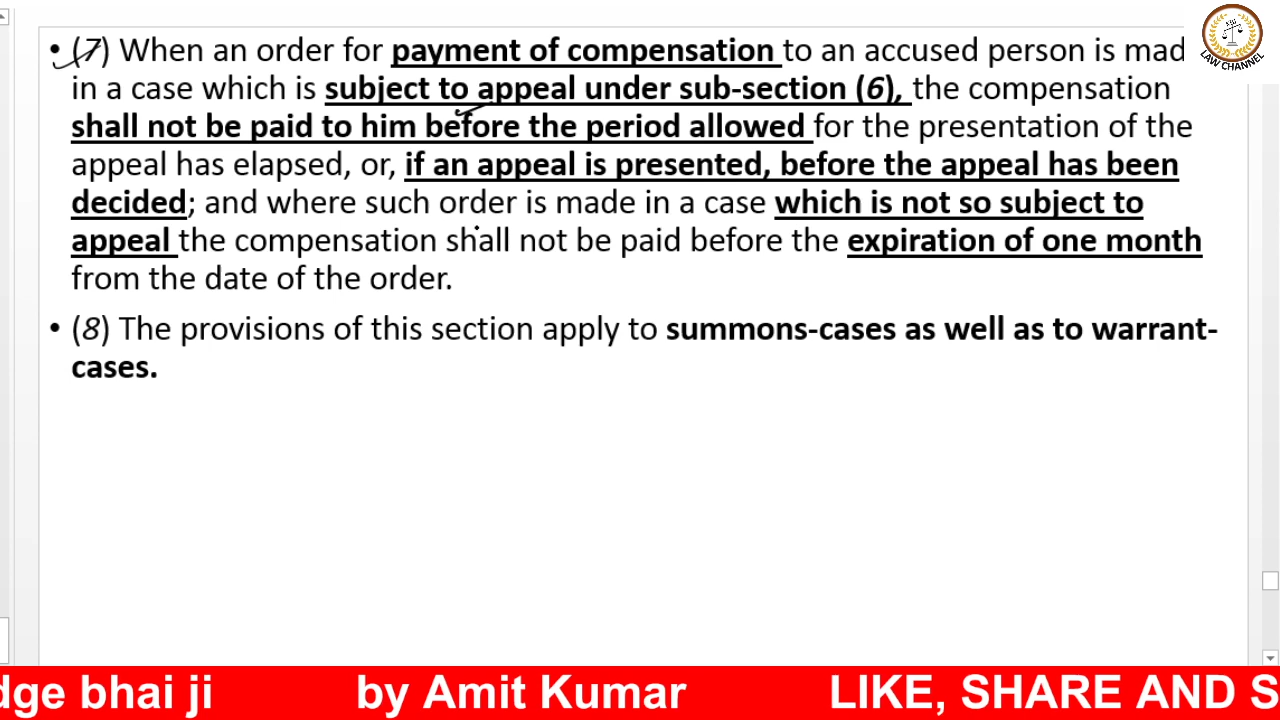 • (7) When an order for payment of compensation to an accused person is mad
in a case which is subject to appeal under sub-section (6), the compensation
shall not be paid to him before the period allowed for the presentation of the
appeal has elapsed, or, if an appeal is presented, before the appeal has been
decided; and where such order is made in a case which is not so subject to
appeal the compensation shall not be paid before the expiration of one month
from the date of the order.
• (8) The provisions of this section apply to summons-cases as well as to warrant-
cases.
LAW CHANNEL
dge bhai ji by Amit Kumar LIKE, SHARE AND S